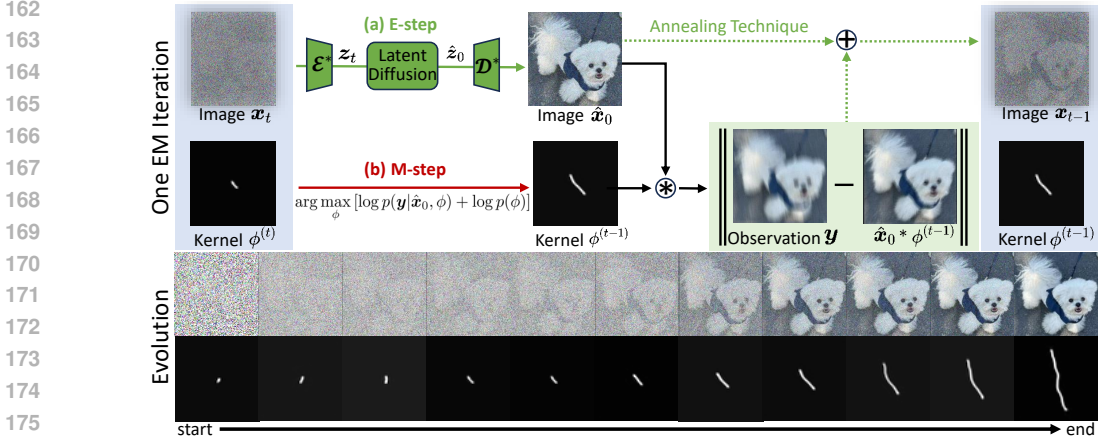 162
163
164
165
166
167
168
169
170
171
172
173
174
175
One EM Iteration
(a) E-step
Annealing Technique
ℰ* z_t Latent Diffusion ẑ_0 𝒟*
+
Image x_t
Image x̂_0
Image x_{t−1}
(b) M-step
arg max_ϕ [log p(y|x̂_0, ϕ) + log p(ϕ)]
⊛
−
Kernel ϕ^(t)
Kernel ϕ^(t−1)
Observation y
x̂_0 * ϕ^(t−1)
Kernel ϕ^(t−1)
Evolution
start
end